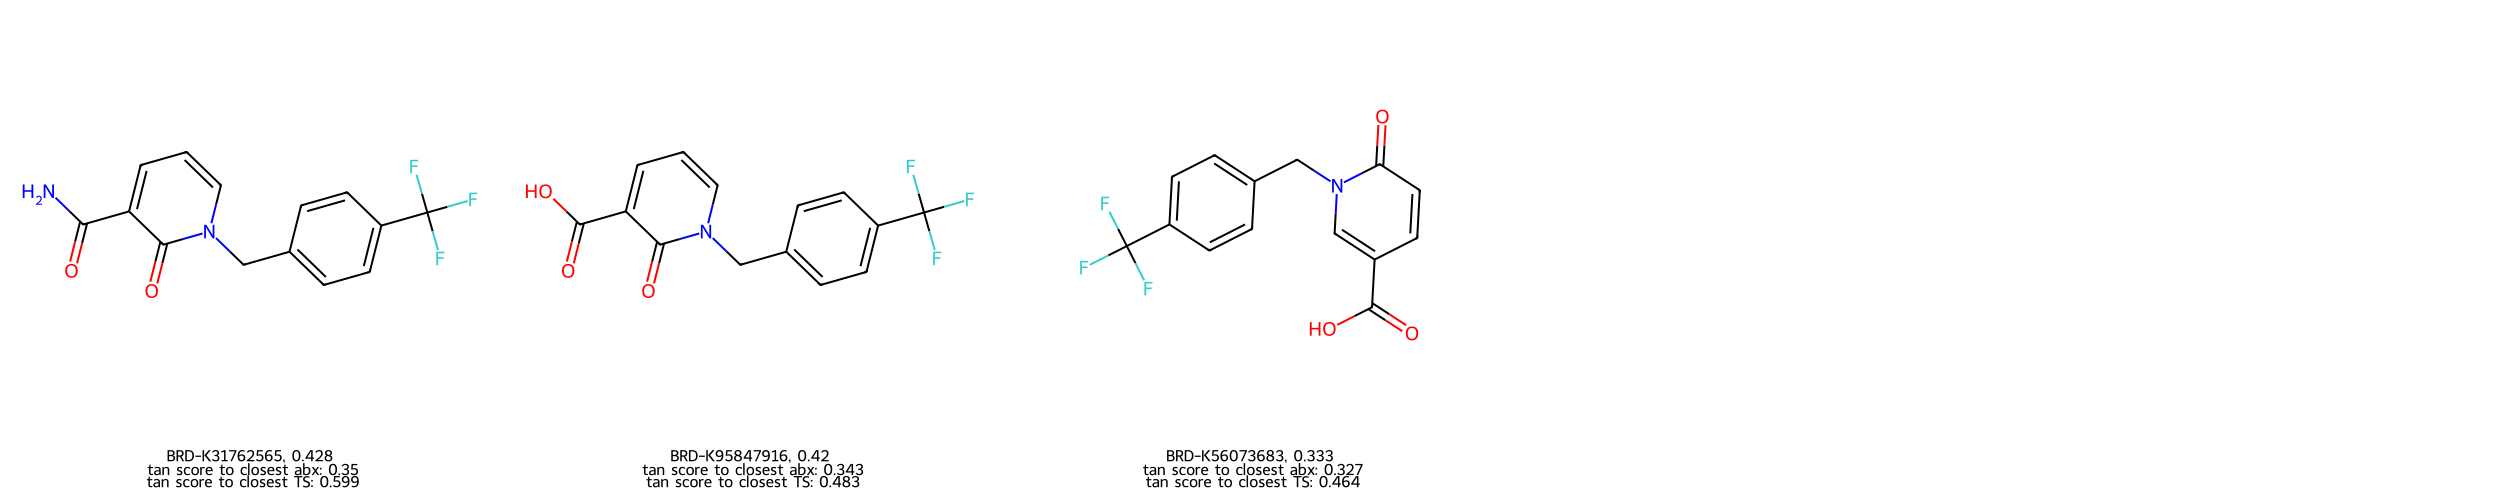 H2N
O
O
N
F
F
F
BRD-K31762565, 0.428
tan score to closest abx: 0.35
tan score to closest TS: 0.599
HO
O
O
N
F
F
F
BRD-K95847916, 0.42
tan score to closest abx: 0.343
tan score to closest TS: 0.483
F
F
F
N
O
HO
O
BRD-K56073683, 0.333
tan score to closest abx: 0.327
tan score to closest TS: 0.464